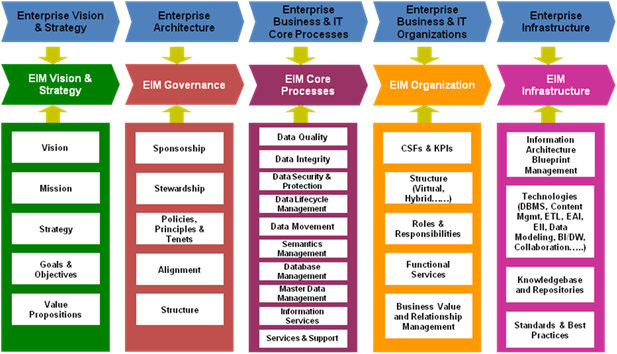 Enterprise Vision
& Strategy
Enterprise
Architecture
Enterprise
Business & IT
Core Processes
Enterprise
Business & IT
Organizations
Enterprise
Infrastructure
EIM Vision &
Strategy
EIM Governance
EIM Core
Processes
EIM Organization
EIM
Infrastructure
Vision
Mission
Strategy
Goals &
Objectives
Value
Propositions
Sponsorship
Stewardship
Policies,
Principles &
Tenets
Alignment
Structure
Data Quality
Data Integrity
Data Security &
Protection
Data Lifecycle
Management
Data Movement
Semantics
Management
Database
Management
Master Data
Management
Information
Services
Services & Support
CSFs & KPIs
Structure
(Virtual,
Hybrid……)
Roles &
Responsibilities
Functional
Services
Business Value
and Relationship
Management
Information
Architecture
Blueprint
Management
Technologies
(DBMS, Content
Mgmt, ETL, EAI,
EII, Data
Modeling, BI/DW,
Collaboration…..)
Knowledgebase
and Repositories
Standards & Best
Practices